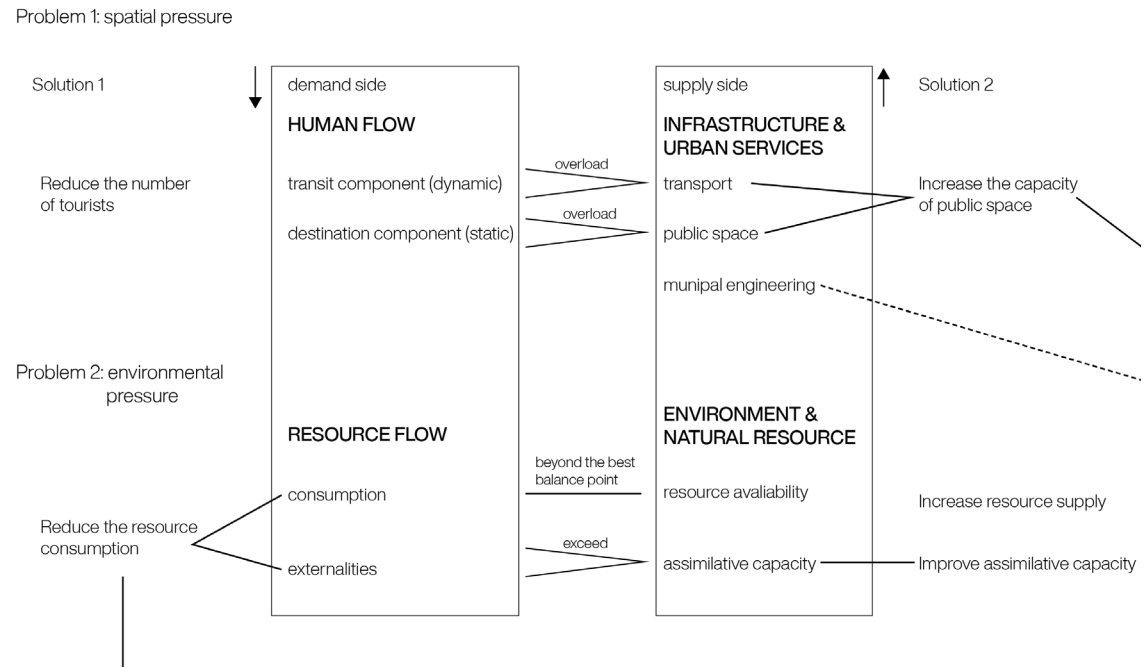 Problem 1: spatial pressure
Solution 1
demand side
supply side
Solution 2
HUMAN FLOW
INFRASTRUCTURE &
URBAN SERVICES
Reduce the number
of tourists
transit component (dynamic)
overload
transport
Increase the capacity
of public space
destination component (static)
overload
public space
munipal engineering
Problem 2: environmental
pressure
RESOURCE FLOW
ENVIRONMENT &
NATURAL RESOURCE
consumption
beyond the best
balance point
resource avaliability
Increase resource supply
Reduce the resource
consumption
externalities
exceed
assimilative capacity
Improve assimilative capacity